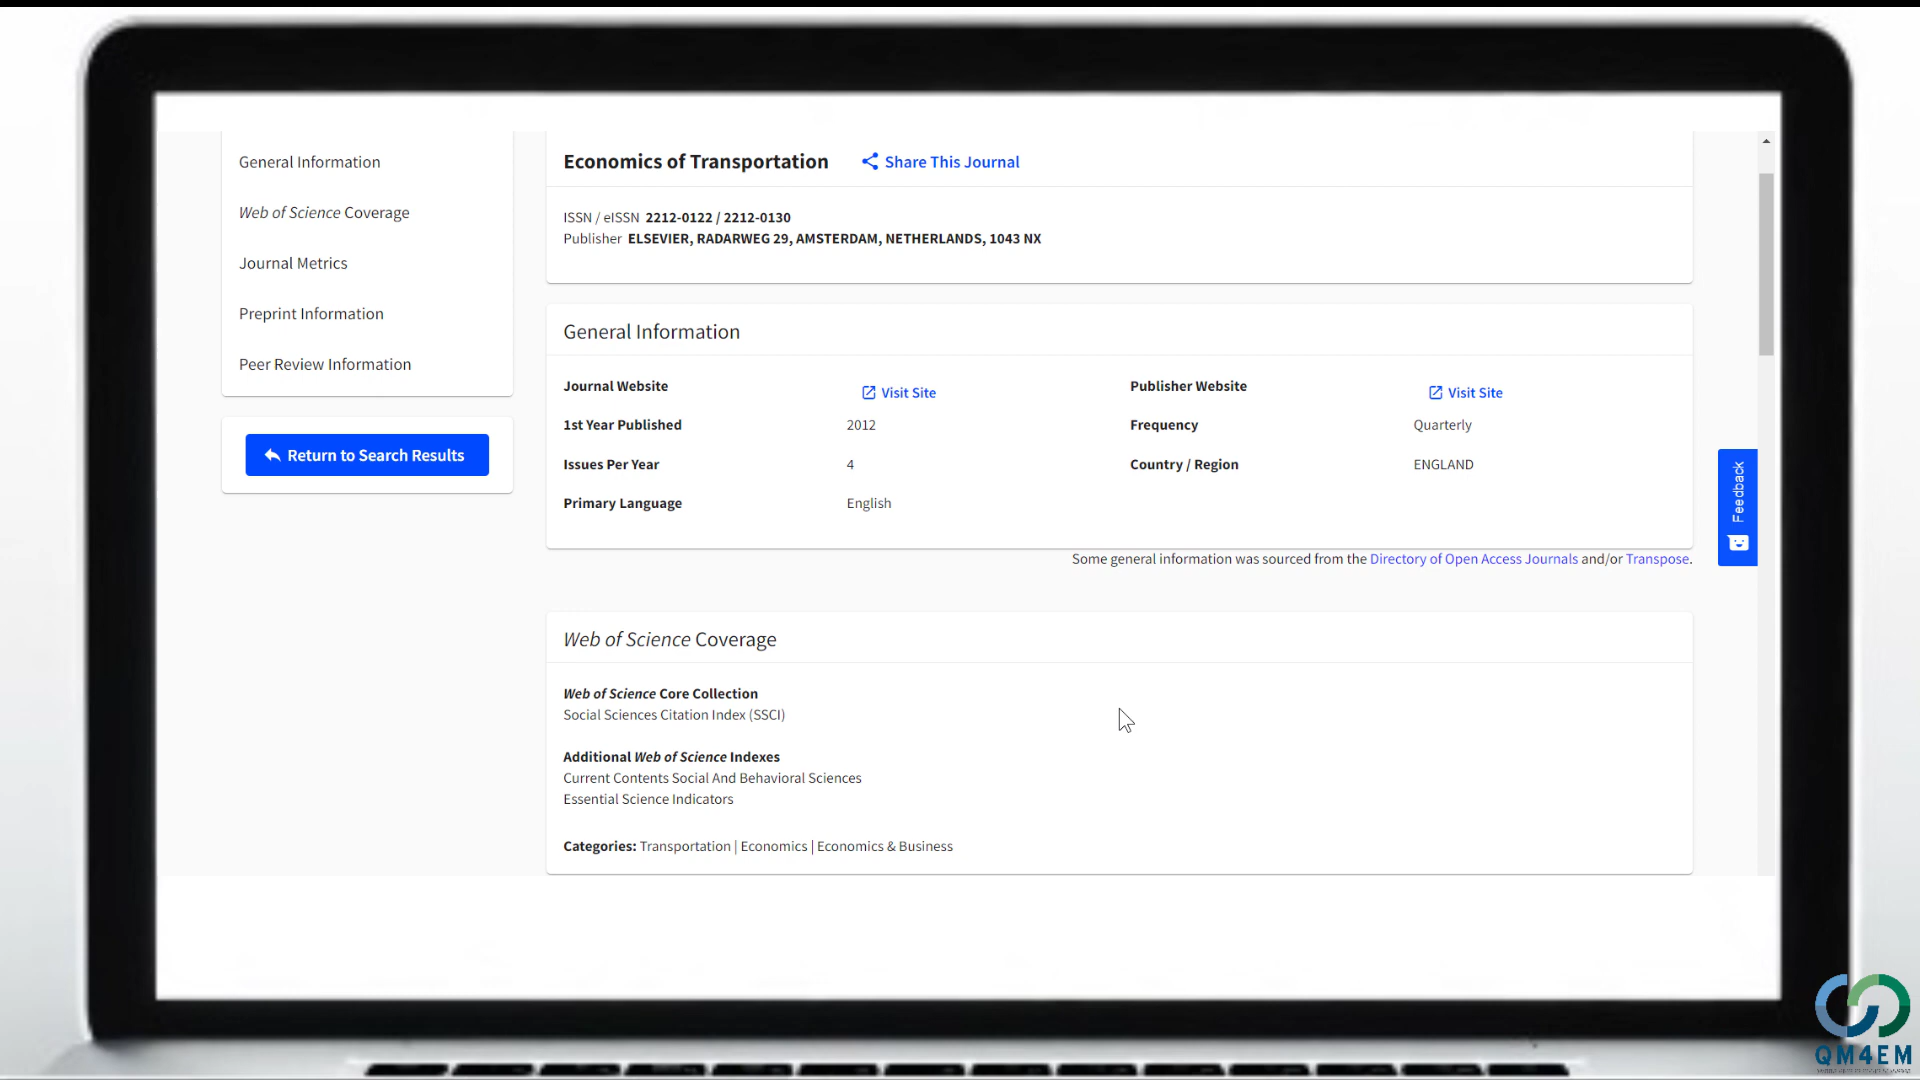 General Information
Web of Science Coverage
Journal Metrics
Preprint Information
Peer Review Information
Return to Search Results
Economics of Transportation Share This Journal
ISSN / eISSN 2212-0122 / 2212-0130
Publisher ELSEVIER, RADARWEG 29, AMSTERDAM, NETHERLANDS, 1043 NX
General Information
Journal Website Visit Site Publisher Website Visit Site
1st Year Published 2012 Frequency Quarterly
Issues Per Year 4 Country / Region ENGLAND
Primary Language English
Some general information was sourced from the Directory of Open Access Journals and/or Transpose.
Web of Science Coverage
Web of Science Core Collection
Social Sciences Citation Index (SSCI)
Additional Web of Science Indexes
Current Contents Social And Behavioral Sciences
Essential Science Indicators
Categories: Transportation | Economics | Economics & Business
Feedback
QM4EM